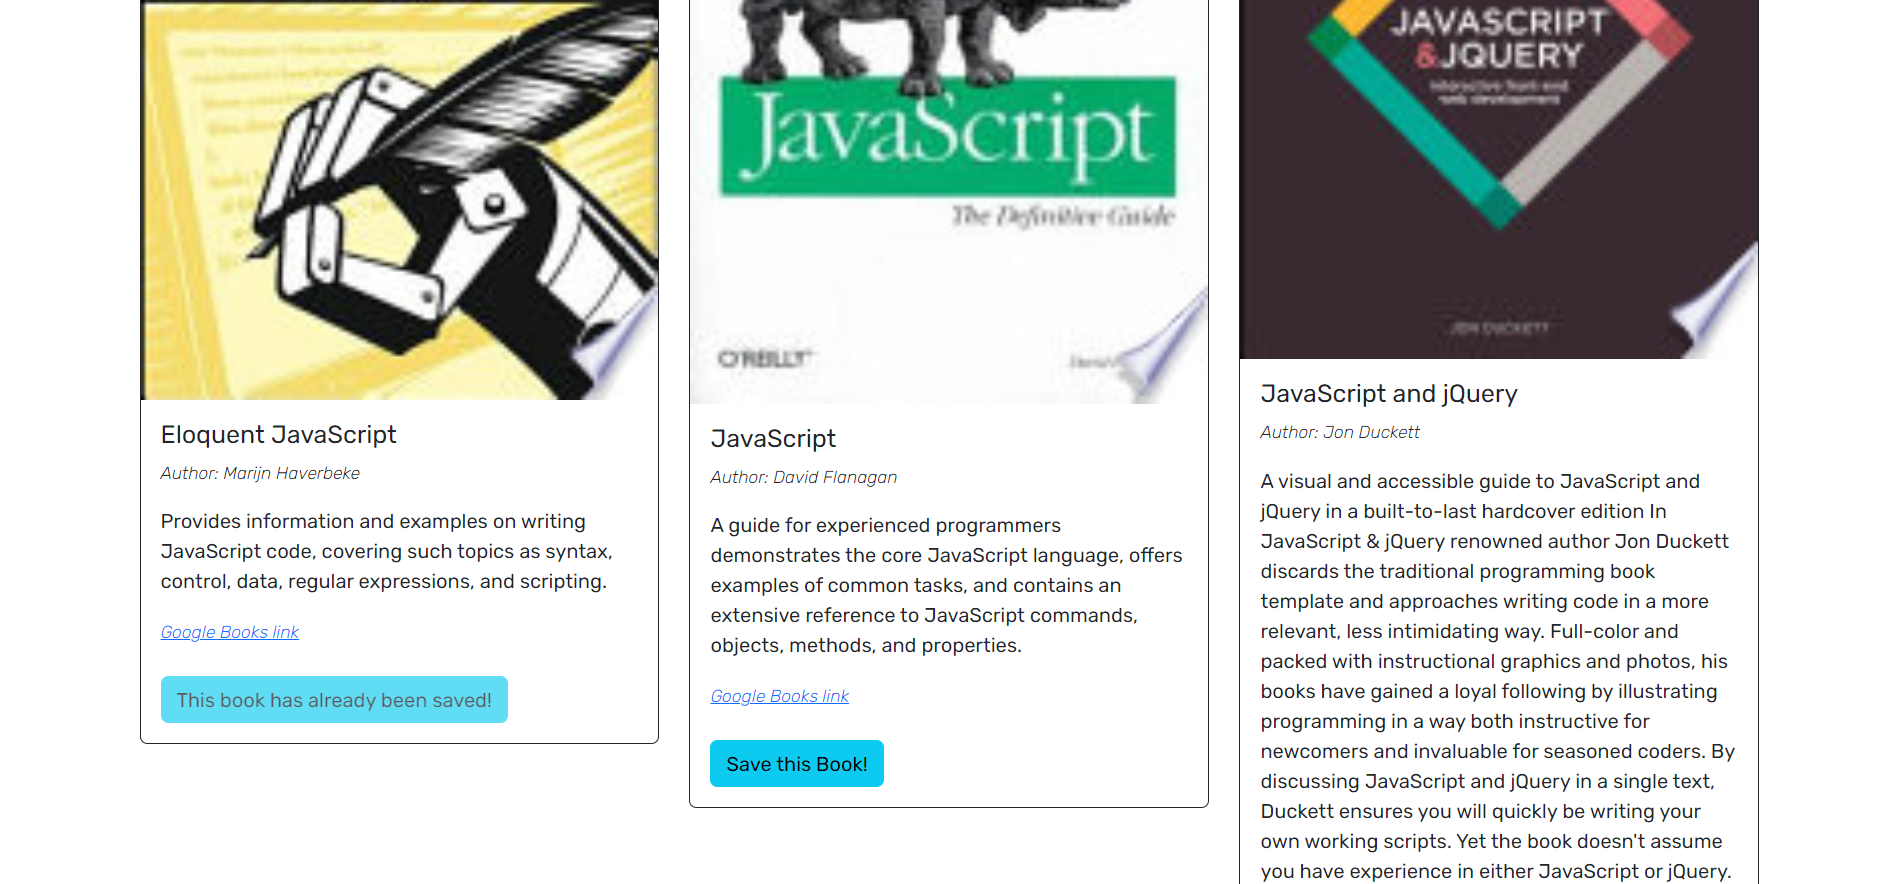 JavaScript
The Definitive Guide
O'REILLY
JAVASCRIPT
&JQUERY
interactive front-end
web development
JON DUCKETT
Eloquent JavaScript
Author: Marijn Haverbeke
Provides information and examples on writing
JavaScript code, covering such topics as syntax,
control, data, regular expressions, and scripting.
Google Books link
This book has already been saved!
JavaScript
Author: David Flanagan
A guide for experienced programmers
demonstrates the core JavaScript language, offers
examples of common tasks, and contains an
extensive reference to JavaScript commands,
objects, methods, and properties.
Google Books link
Save this Book!
JavaScript and jQuery
Author: Jon Duckett
A visual and accessible guide to JavaScript and
jQuery in a built-to-last hardcover edition In
JavaScript & jQuery renowned author Jon Duckett
discards the traditional programming book
template and approaches writing code in a more
relevant, less intimidating way. Full-color and
packed with instructional graphics and photos, his
books have gained a loyal following by illustrating
programming in a way both instructive for
newcomers and invaluable for seasoned coders. By
discussing JavaScript and jQuery in a single text,
Duckett ensures you will quickly be writing your
own working scripts. Yet the book doesn't assume
you have experience in either JavaScript or jQuery.